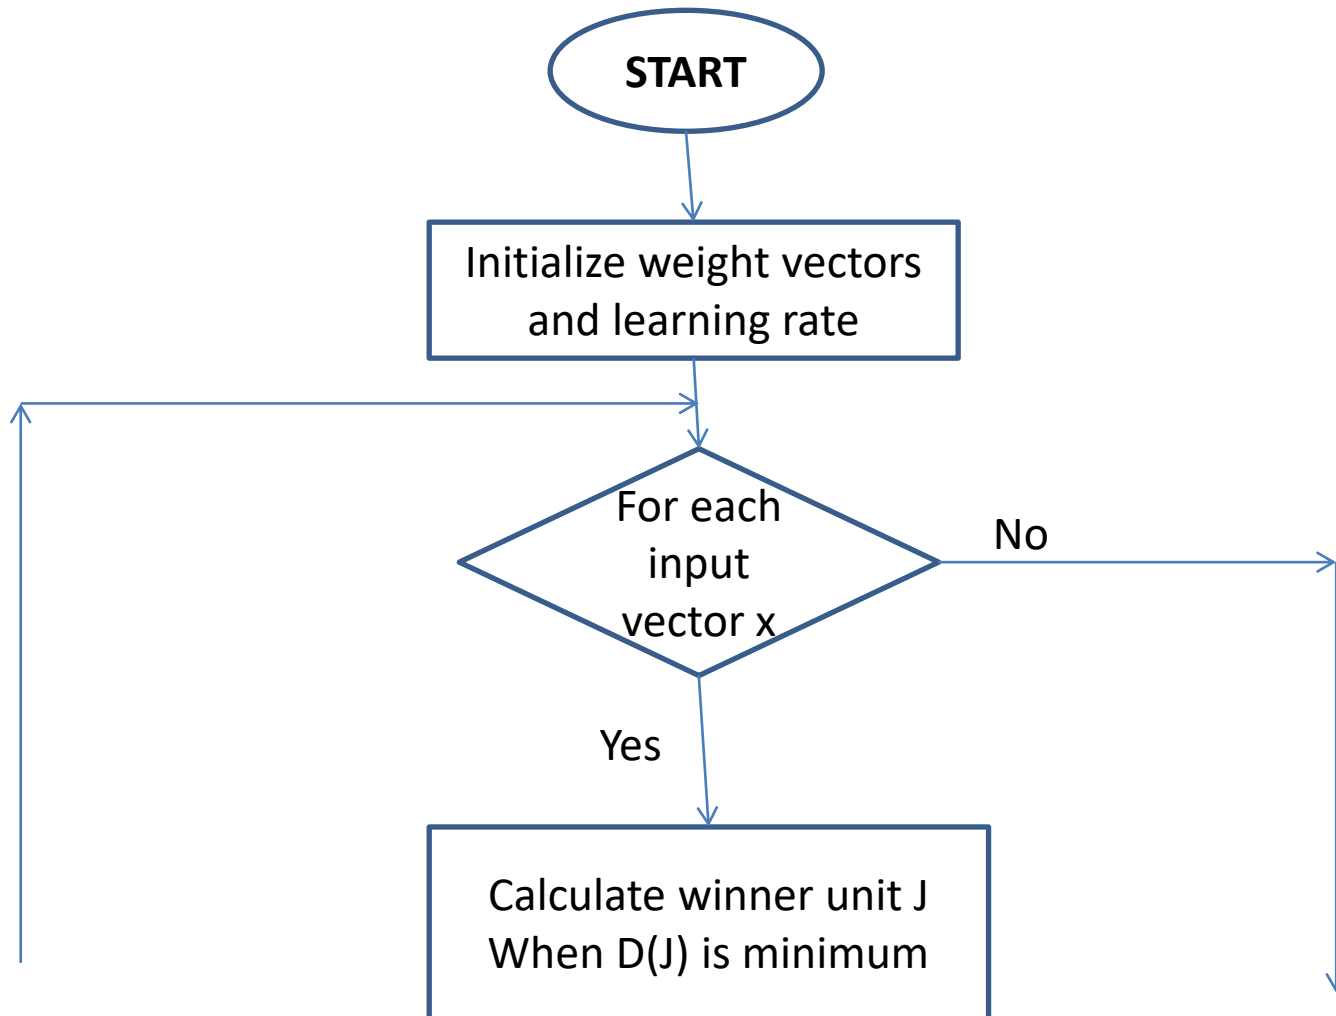 START
Initialize weight vectors
and learning rate
For each
input
vector x
No
Yes
Calculate winner unit J
When D(J) is minimum